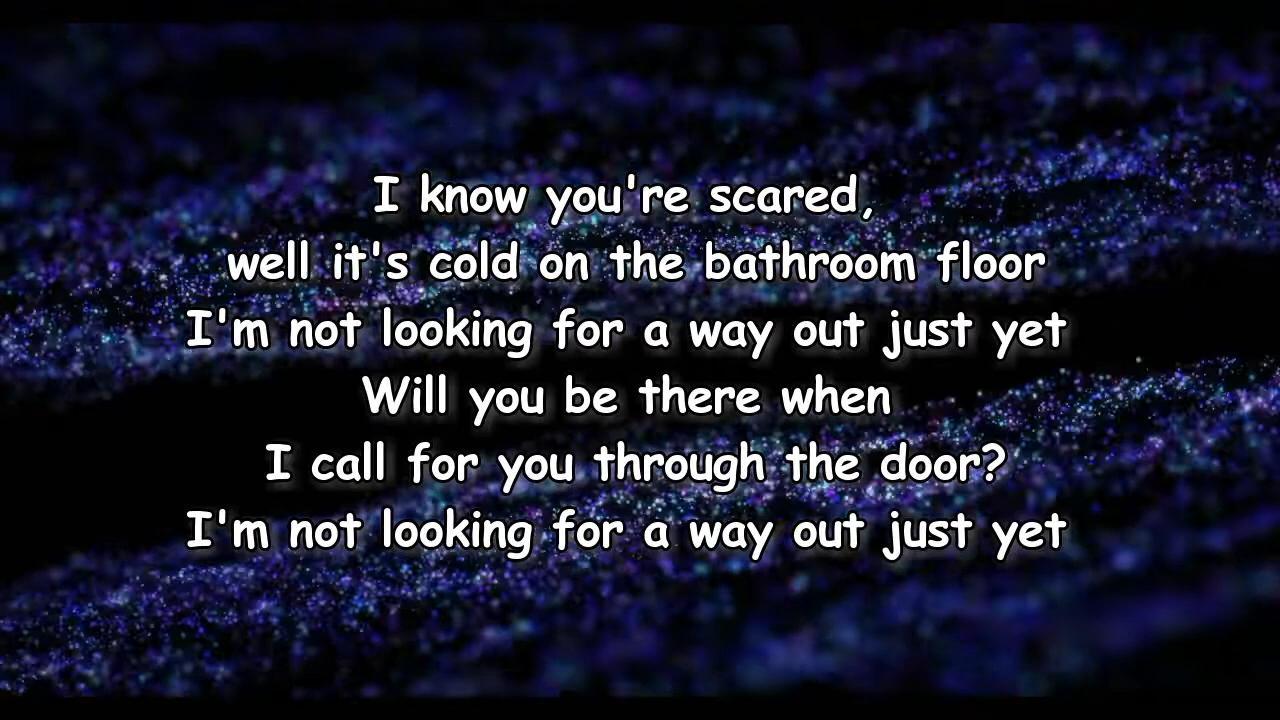 I know you're scared,
well it's cold on the bathroom floor
I'm not looking for a way out just yet
Will you be there when
I call for you through the door?
I'm not looking for a way out just yet